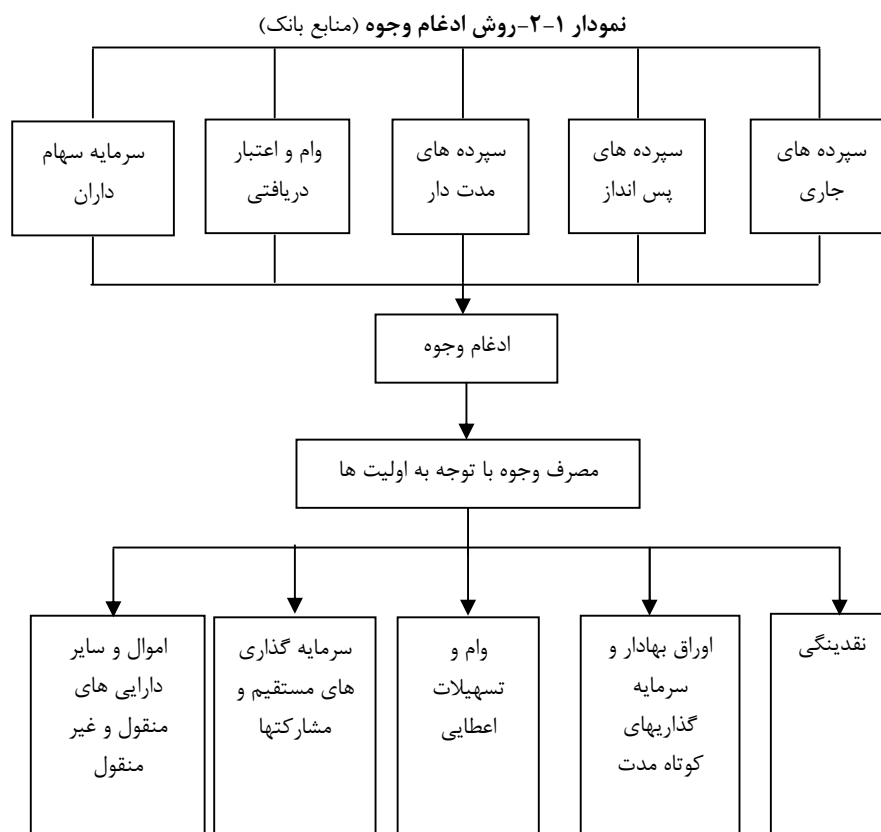 نمودار ۱-۲-روش ادغام وجوه (منابع بانک)
سپرده های
جاری
سپرده های
پس انداز
سپرده های
مدت دار
وام و اعتبار
دریافتی
سرمایه سهام
داران
ادغام وجوه
مصرف وجوه با توجه به اولیت ها
نقدینگی
اوراق بهادار و
سرمایه
گذاریهای
کوتاه مدت
وام و
تسهیلات
اعطایی
سرمایه گذاری
های مستقیم و
مشارکتها
اموال و سایر
دارایی های
منقول و غیر
منقول